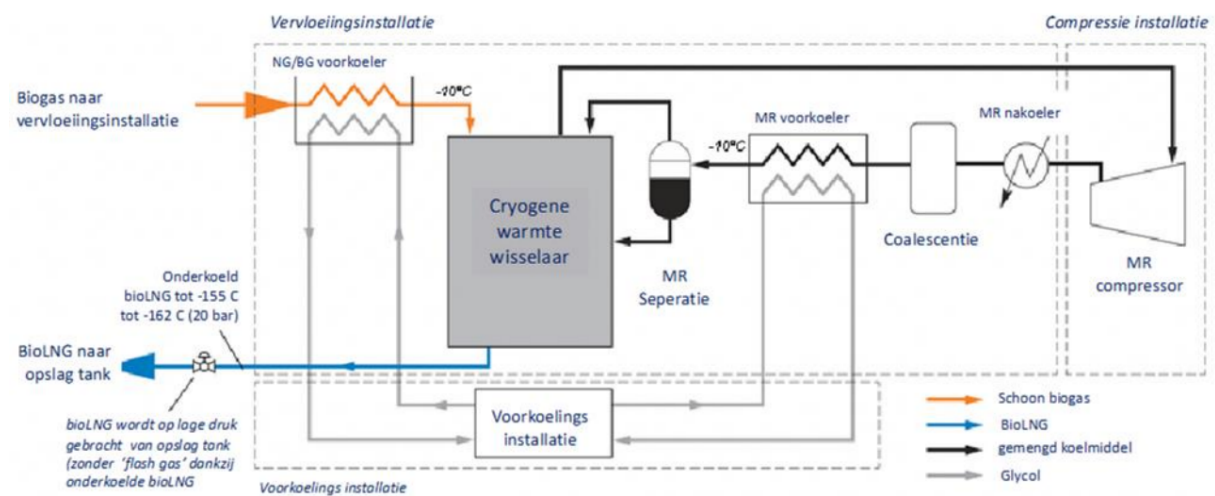 Vervloeiingsinstallatie
Compressie installatie
NG/BG voorkoeler
-10°C
Biogas naar
vervloeiingsinstallatie
MR voorkoeler
MR nakoeler
-10°C
Cryogene
warmte
wisselaar
Coalescentie
MR
Seperatie
MR
compressor
Onderkoeld
bioLNG tot -155 C
tot -162 C (20 bar)
BioLNG naar
opslag tank
bioLNG wordt op lage druk
gebracht van opslag tank
(zonder 'flash gas' dankzij
onderkoelde bioLNG
Voorkoelings
installatie
Voorkoelings installatie
Schoon biogas
BioLNG
gemengd koelmiddel
Glycol